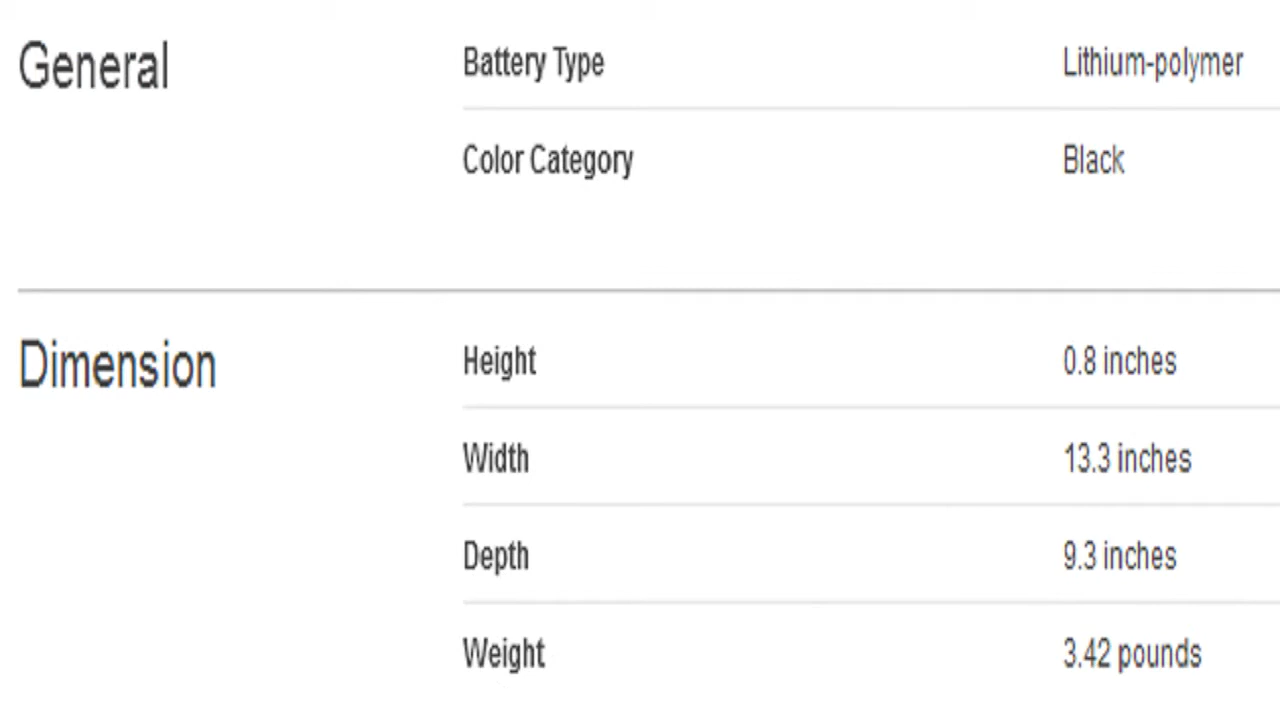 General
Battery Type Lithium-polymer
Color Category Black
Dimension
Height 0.8 inches
Width 13.3 inches
Depth 9.3 inches
Weight 3.42 pounds